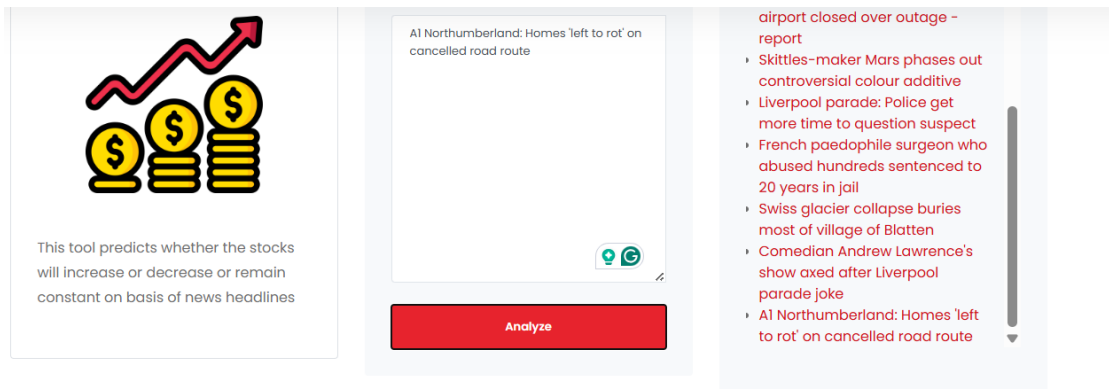 This tool predicts whether the stocks
will increase or decrease or remain
constant on basis of news headlines
A1 Northumberland: Homes 'left to rot' on
cancelled road route
Analyze
airport closed over outage -
report
Skittles-maker Mars phases out
controversial colour additive
Liverpool parade: Police get
more time to question suspect
French paedophile surgeon who
abused hundreds sentenced to
20 years in jail
Swiss glacier collapse buries
most of village of Blatten
Comedian Andrew Lawrence's
show axed after Liverpool
parade joke
A1 Northumberland: Homes 'left
to rot' on cancelled road route